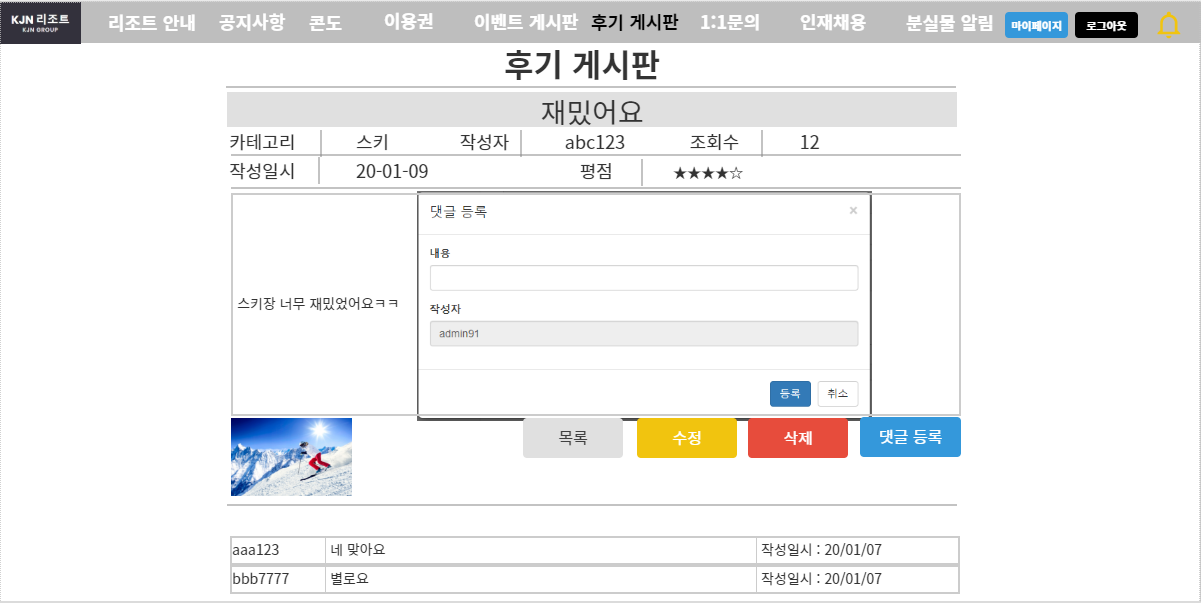 KJN 리조트
KJN GROUP
리조트 안내 공지사항 콘도 이용권 이벤트 게시판 후기 게시판 1:1문의 인재채용 분실물 알림 마이페이지 로그아웃
후기 게시판
재밌어요
카테고리 스키 작성자 abc123 조회수 12
작성일시 20-01-09 평점 ★★★★☆
댓글 등록 ×
내용
스키장 너무 재밌었어요ㅋㅋ
작성자
admin91
등록 취소
목록 수정 삭제 댓글 등록
aaa123 네 맞아요 작성일시 : 20/01/07
bbb7777 별로요 작성일시 : 20/01/07